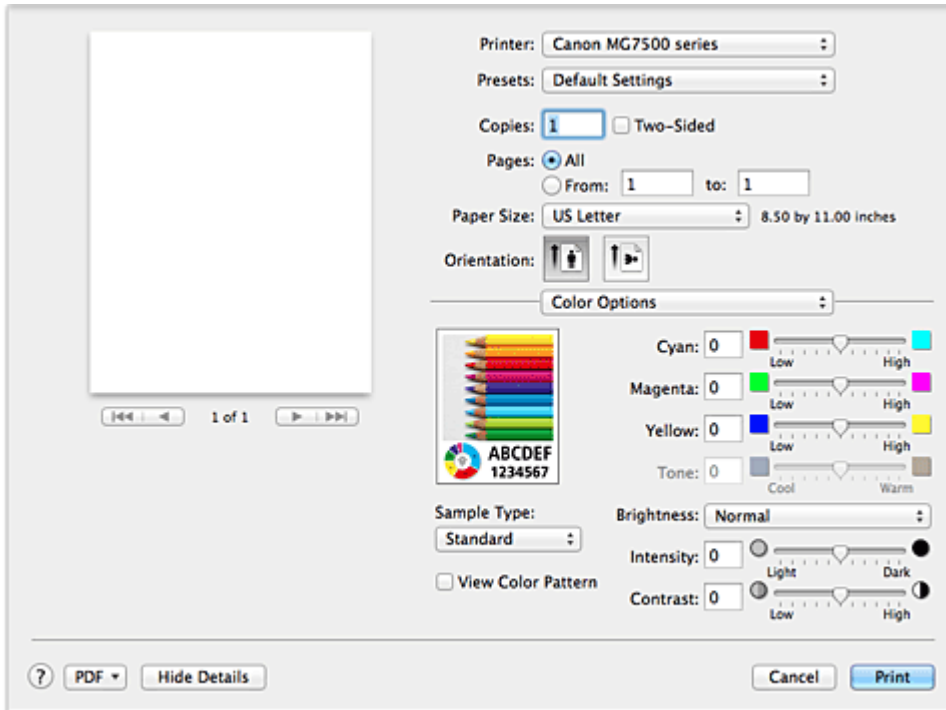 Printer: Canon MG7500 series
Presets: Default Settings
Copies: 1 Two-Sided
Pages: All
From: 1 to: 1
Paper Size: US Letter 8.50 by 11.00 inches
Orientation:
Color Options
1 of 1
ABCDEF
1234567
Cyan: 0
Low High
Magenta: 0
Low High
Yellow: 0
Low High
Tone: 0
Cool Warm
Sample Type:
Standard
View Color Pattern
Brightness: Normal
Intensity: 0
Light Dark
Contrast: 0
Low High
? PDF Hide Details Cancel Print